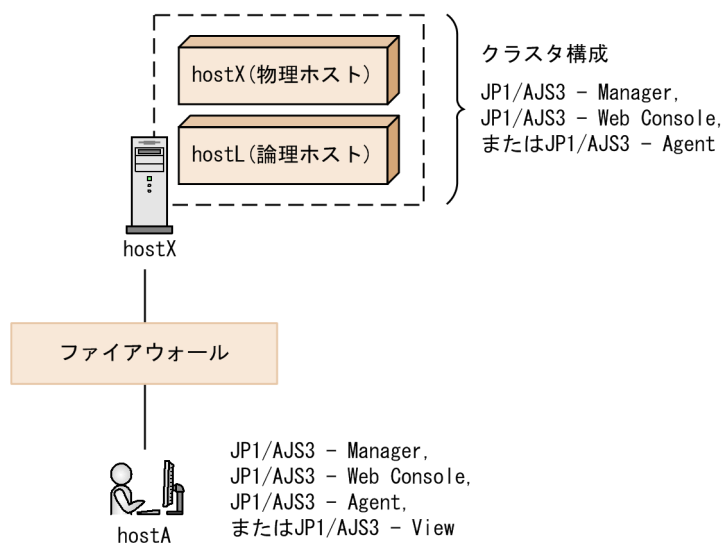 hostX(物理ホスト)
hostL(論理ホスト)
クラスタ構成
JP1/AJS3 − Manager,
JP1/AJS3 − Web Console,
またはJP1/AJS3 − Agent
hostX
ファイアウォール
JP1/AJS3 − Manager,
JP1/AJS3 − Web Console,
JP1/AJS3 − Agent,
またはJP1/AJS3 − View
hostA